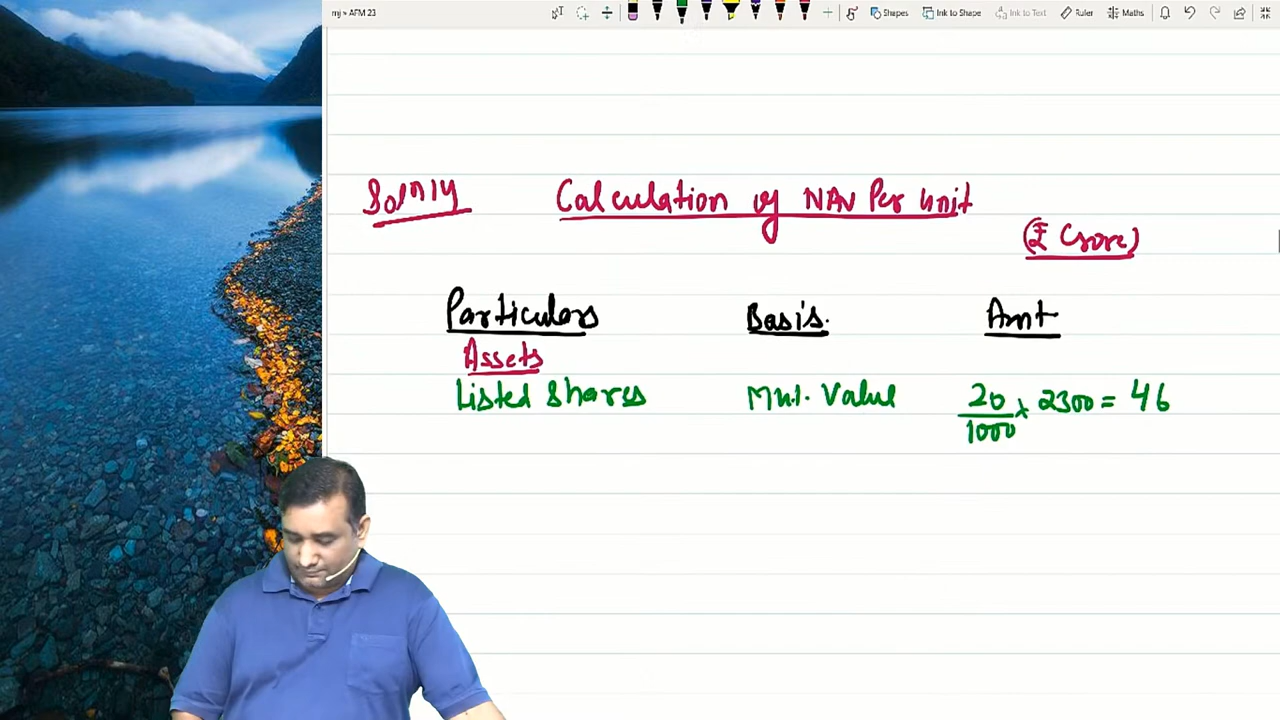 mj » AFM 23
Shapes Ink to Shape Ink to Text Ruler Maths
Soln 14 Calculation of NAV Per Unit
(₹ Crore)
Particulars Basis. Amt
Assets
Listed Shares Mkt. Value 20/1000 x 2300 = 46